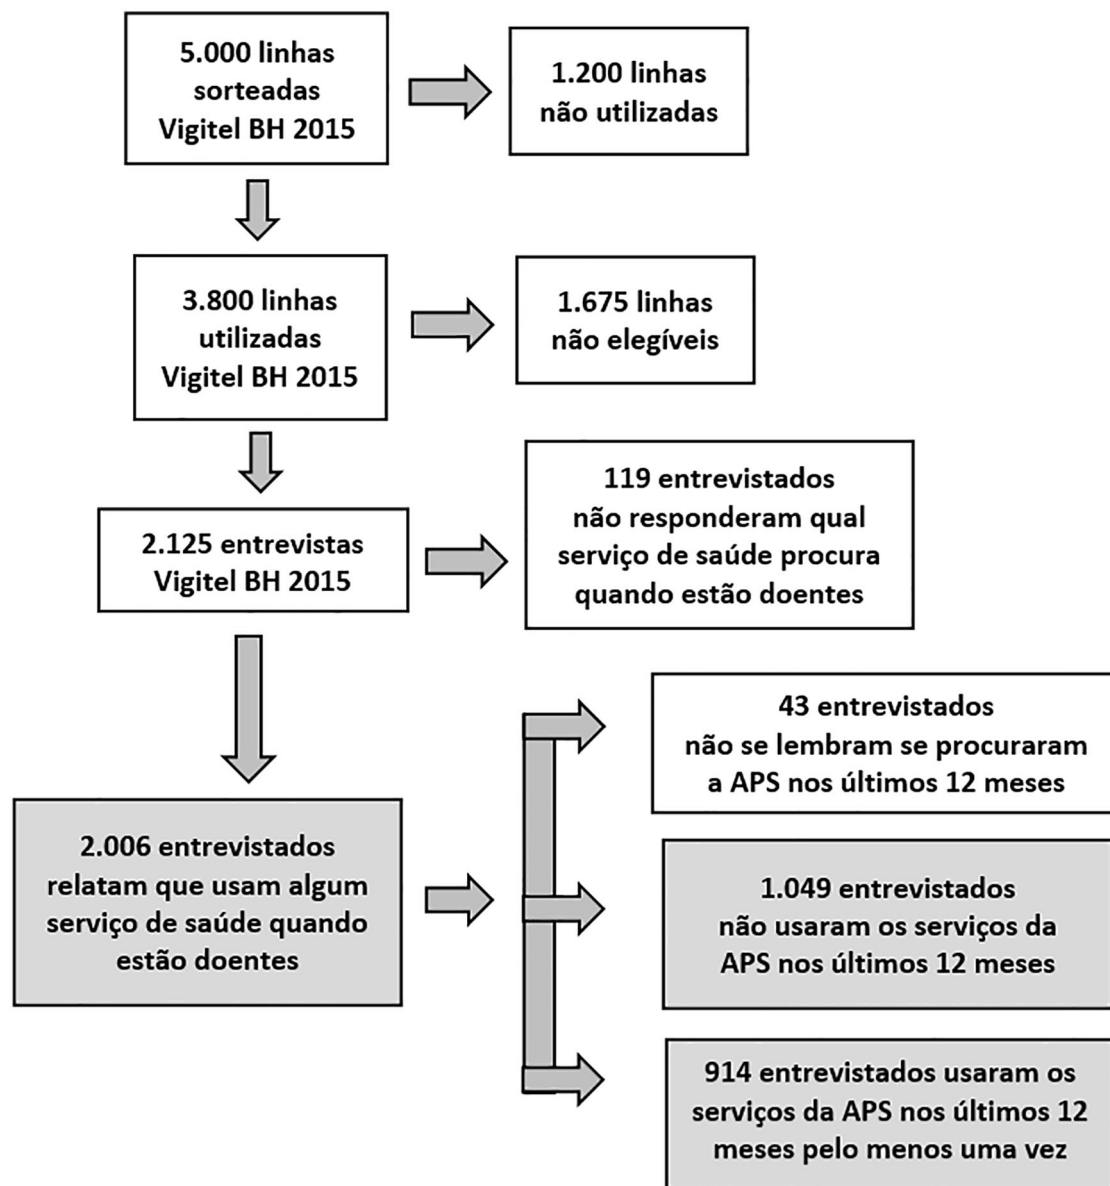 5.000 linhas
sorteadas
Vigitel BH 2015
1.200 linhas
não utilizadas
3.800 linhas
utilizadas
Vigitel BH 2015
1.675 linhas
não elegíveis
2.125 entrevistas
Vigitel BH 2015
119 entrevistados
não responderam qual
serviço de saúde procura
quando estão doentes
2.006 entrevistados
relatam que usam algum
serviço de saúde quando
estão doentes
43 entrevistados
não se lembram se procuraram
a APS nos últimos 12 meses
1.049 entrevistados
não usaram os serviços da
APS nos últimos 12 meses
914 entrevistados usaram os
serviços da APS nos últimos 12
meses pelo menos uma vez